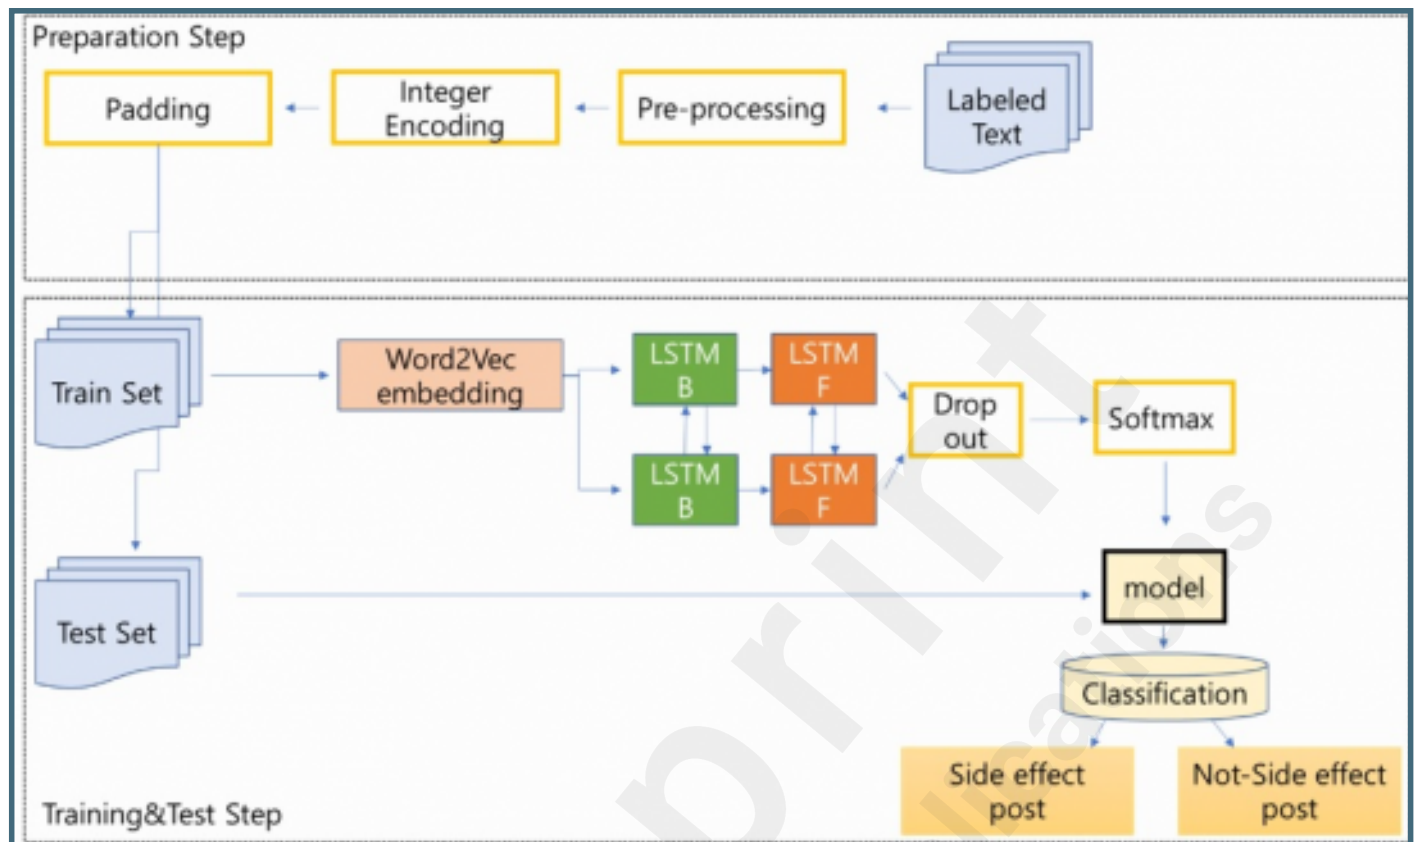 Preparation Step
Padding
Integer
Encoding
Pre-processing
Labeled
Text
Train Set
Word2Vec
embedding
LSTM
B
LSTM
F
LSTM
B
LSTM
F
Drop
out
Softmax
Test Set
model
Classification
Side effect
post
Not-Side effect
post
Training&Test Step
print